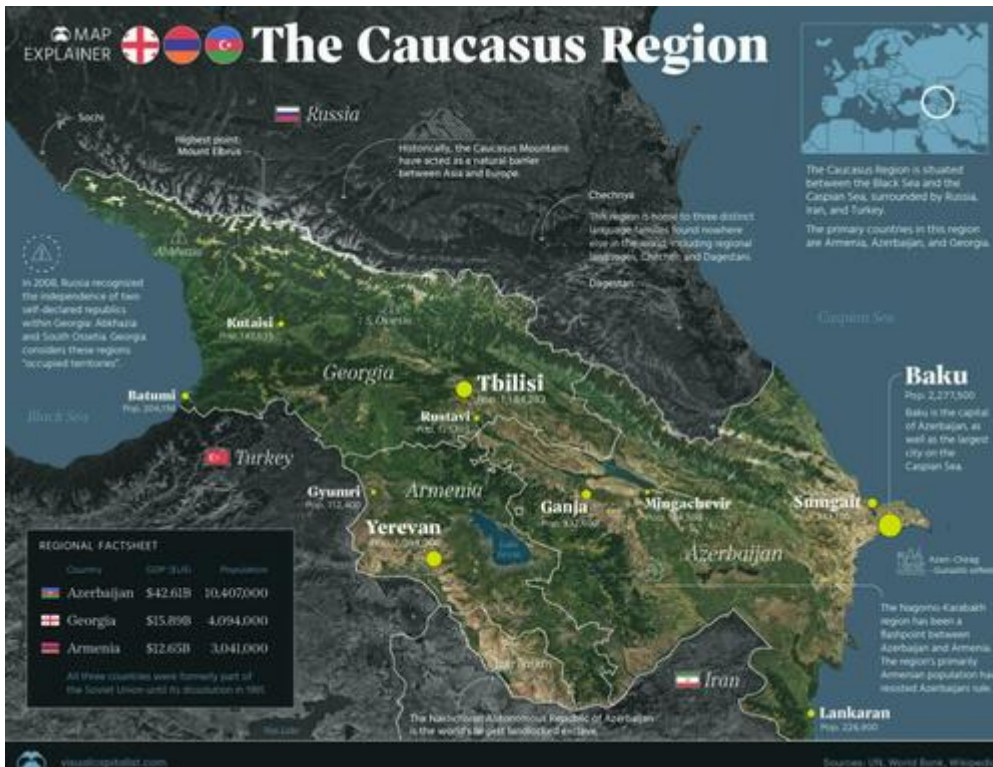 MAP
EXPLAINER
The Caucasus Region
Russia
Sochi
Highest point:
Mount Elbrus
Historically, the Caucasus Mountains
have acted as a natural barrier
between Asia and Europe.
Chechnya
This region is home to three distinct
language families found nowhere
else in the world, including regional
languages, Chechen and Dagestani.
Dagestan
The Caucasus Region is situated
between the Black Sea and the
Caspian Sea, surrounded by Russia,
Iran, and Turkey.
The primary countries in this region
are Armenia, Azerbaijan, and Georgia.
Abkhazia
In 2008, Russia recognized
the independence of two
self-declared republics
within Georgia: Abkhazia
and South Ossetia. Georgia
considers these regions
"occupied territories".
Kutaisi
S. Ossetia
Caspian Sea
Georgia
Tbilisi
Pop.
Baku
Pop. 2,277,500
Baku is the capital
of Azerbaijan, as
well as the largest
city on the
Caspian Sea.
Batumi
Black Sea
Rustavi
Turkey
Gyumri
Pop. 112,400
Armenia
Ganja
Mingachevir
Sumgait
Yerevan
Azerbaijan
REGIONAL FACTSHEET
Country
Population
Azerbaijan $42.61B 10,407,000
Georgia $15.89B 4,094,000
Armenia $12.65B 3,041,000
All three countries were formerly part of
the Soviet Union until its dissolution in 1991.
The Nagorno-Karabakh
region has been a
flashpoint between
Azerbaijan and Armenia.
The region's primarily
Armenian population has
resisted Azerbaijani rule.
Iran
The Nakhchivan Autonomous Republic of Azerbaijan
is the world's largest landlocked exclave.
Lankaran
visualcapitalist.com
Sources: UN, World Bank, Wikipedia